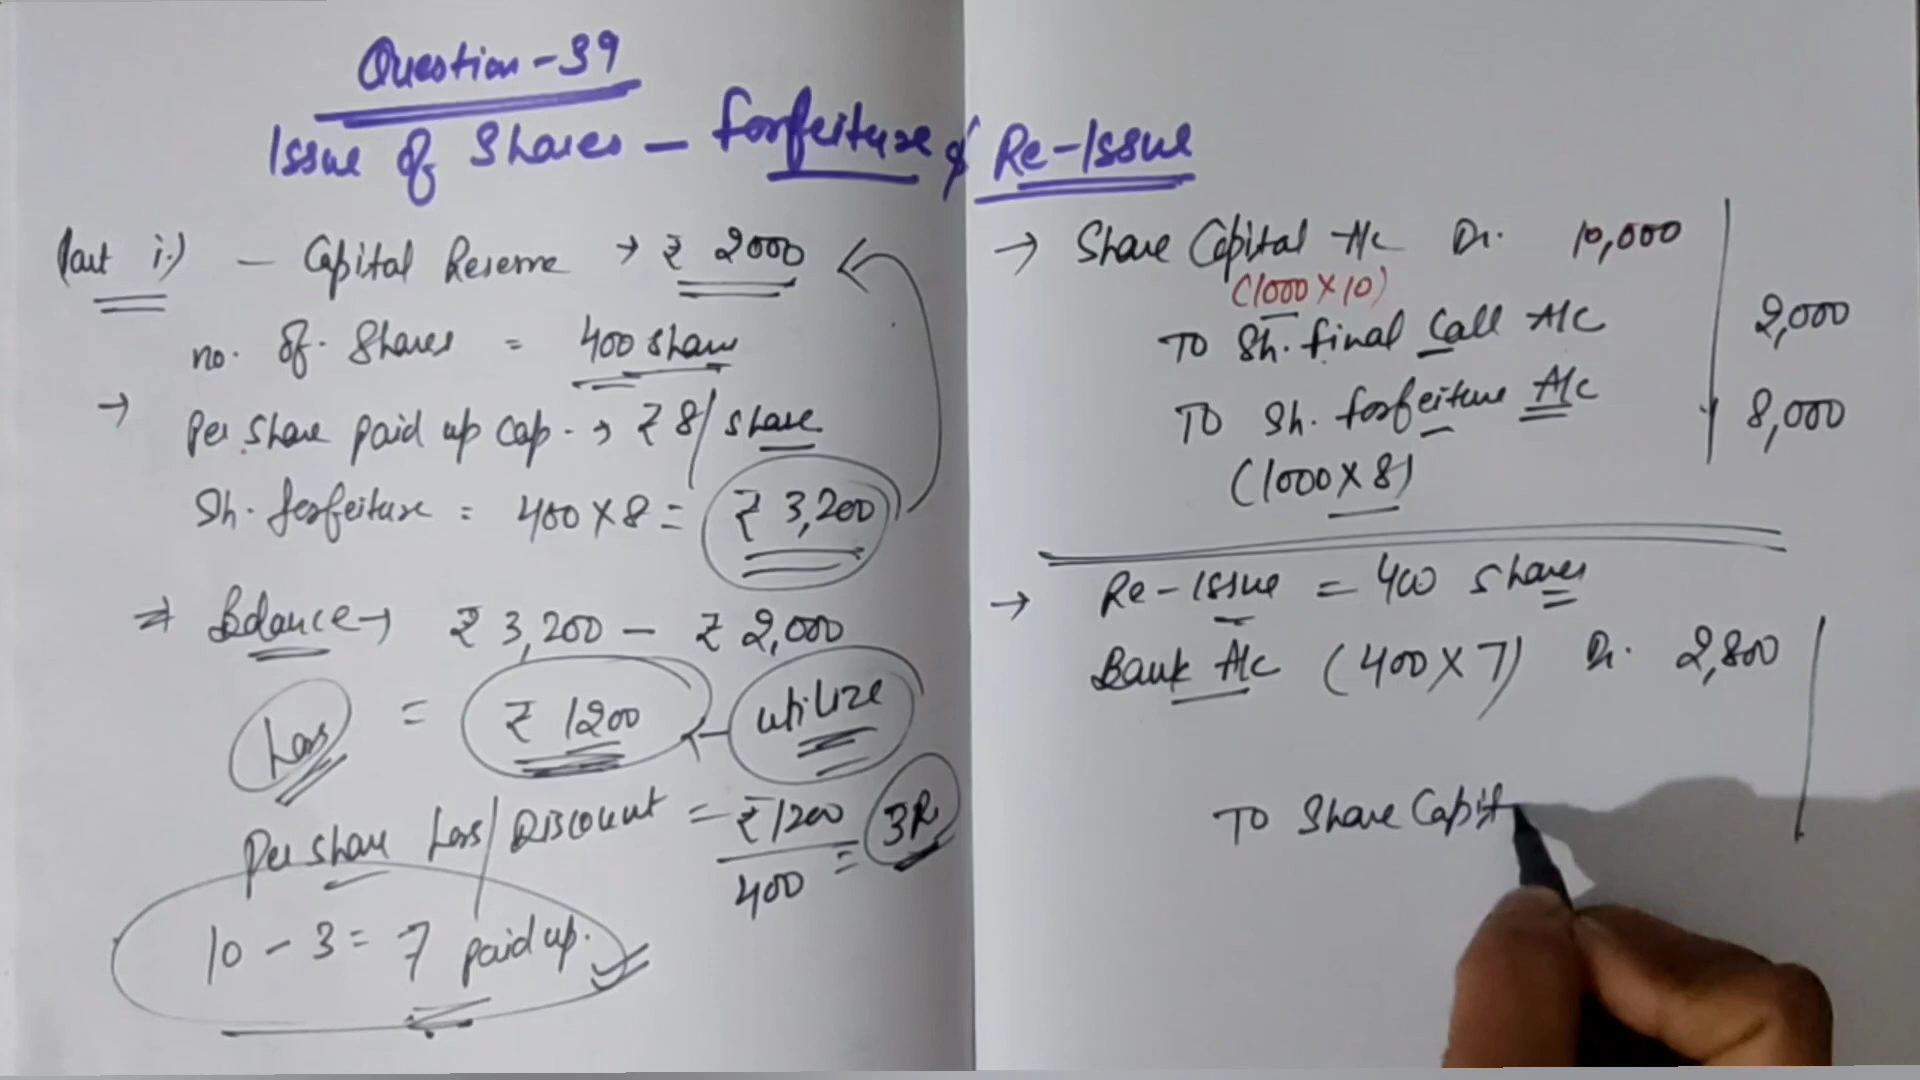 Question-39
Issue of Shares - forfeiture & Re-Issue
Part i.) - Capital Reserve → ₹ 2000
no. of. Shares = 400 share
→ Per share paid up cap. → ₹ 8/share
Sh. forfeiture = 400 X 8 = ₹ 3,200
⇒ Balance → ₹ 3,200 - ₹ 2,000
Loss = ₹ 1200 ← utilize
Per share Loss/Discount = ₹1200/400 = 3R
10 - 3 = 7 paid up.
→ Share Capital A/c Dr. 10,000
(1000 X 10)
To Sh. final Call A/c 2,000
To Sh. forfeiture A/c 8,000
(1000 X 8)
→ Re-Issue = 400 shares
Bank A/c (400 X 7) Dr. 2,800
To Share Capit